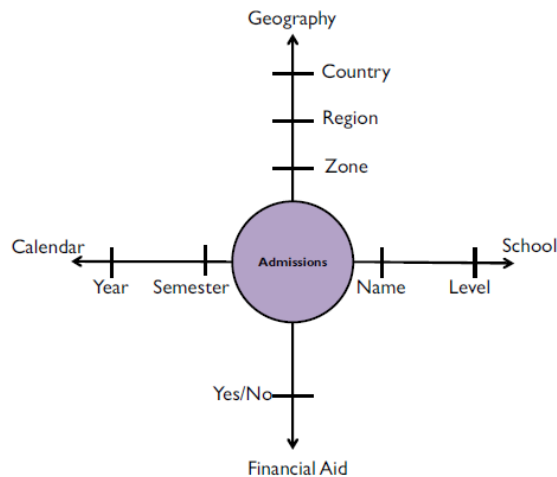 Geography
Country
Region
Zone
Calendar
Admissions
School
Year
Semester
Name
Level
Yes/No
Financial Aid